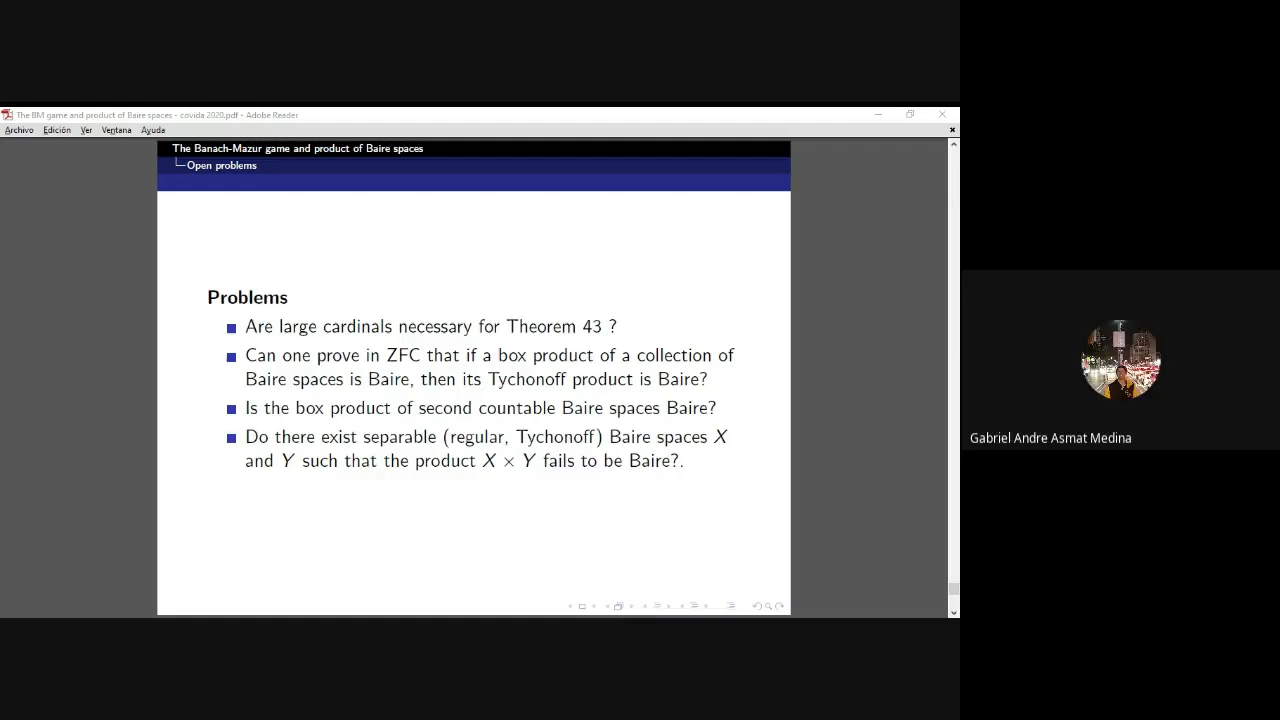 The BM game and product of Baire spaces - covida 2020.pdf - Adobe Reader
Archivo Edición Ver Ventana Ayuda
The Banach-Mazur game and product of Baire spaces
Open problems
Problems
Are large cardinals necessary for Theorem 43 ?
Can one prove in ZFC that if a box product of a collection of
Baire spaces is Baire, then its Tychonoff product is Baire?
Is the box product of second countable Baire spaces Baire?
Do there exist separable (regular, Tychonoff) Baire spaces X
and Y such that the product X × Y fails to be Baire?.
Gabriel Andre Asmat Medina